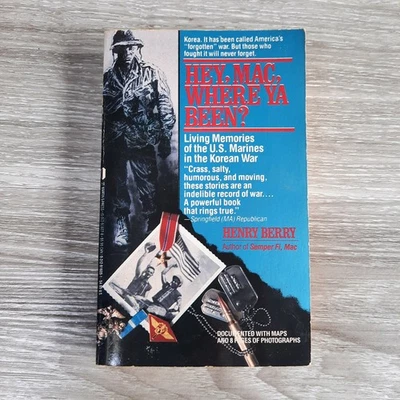 Korea. It has been called America's
"forgotten" war. But those who
fought it will never forget.
HEY, MAC,
WHERE YA
BEEN?
Living Memories
of the U.S. Marines
in the Korean War
"Crass, salty,
humorous, and moving,
these stories are an
indelible record of war....
A powerful book
that rings true."
— Springfield (MA) Republican
HENRY BERRY
Author of Semper Fi, Mac
DOCUMENTED WITH MAPS
AND 8 PAGES OF PHOTOGRAPHS